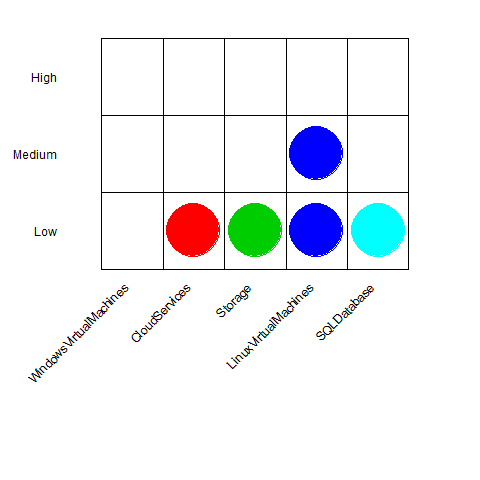 High
Medium
Low
WindowsVirtualMachines
CloudServices
Storage
LinuxVirtualMachines
SQLDatabase